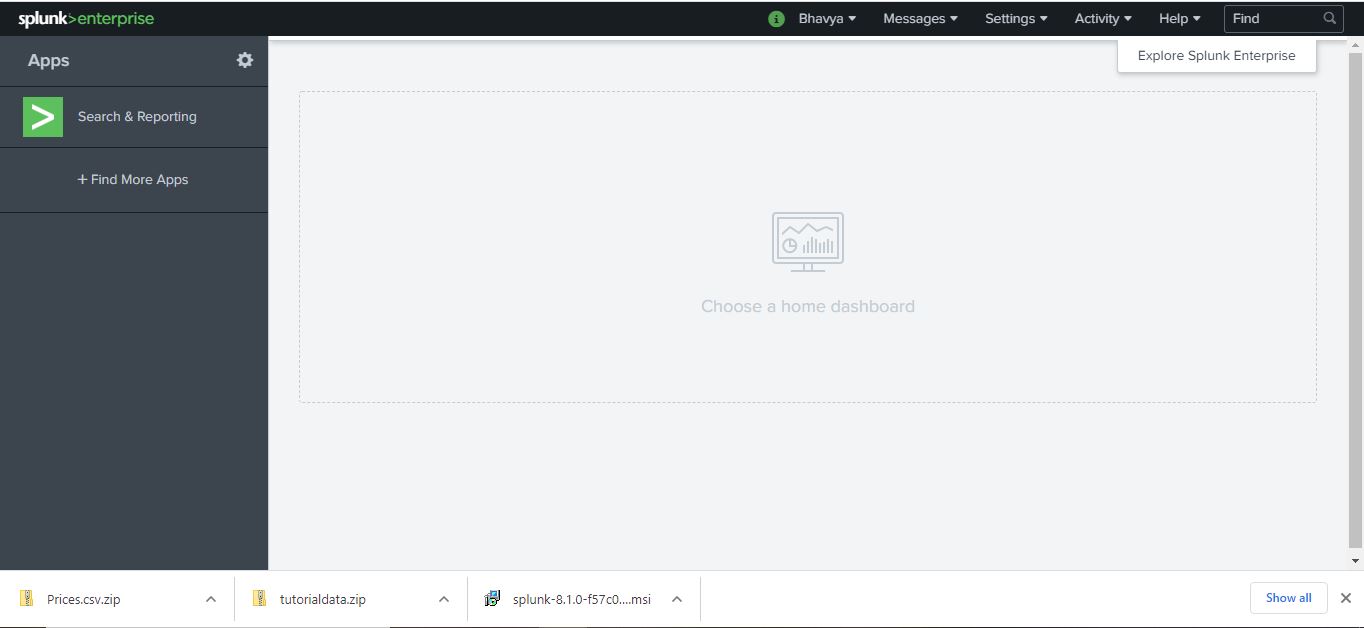 splunk>enterprise
Bhavya Messages Settings Activity Help Find
Apps
Explore Splunk Enterprise
Search & Reporting
+ Find More Apps
Choose a home dashboard
Prices.csv.zip tutorialdata.zip splunk-8.1.0-f57c0....msi Show all